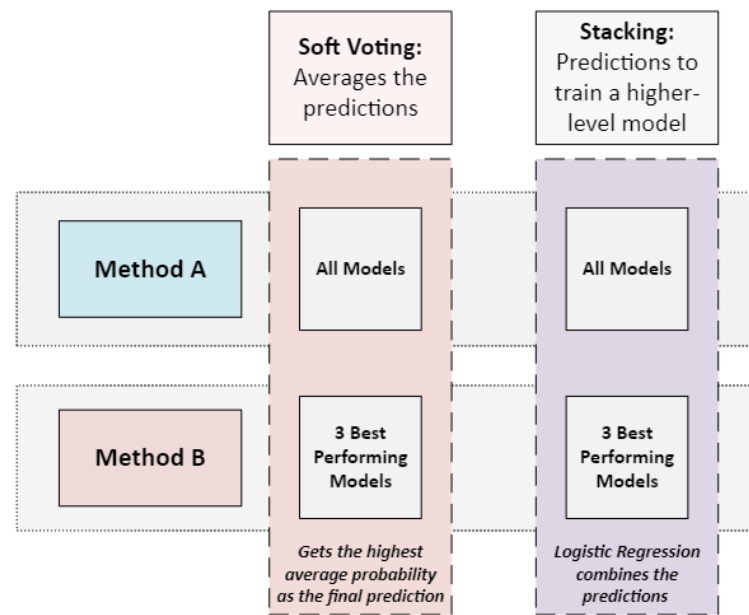 Soft Voting:
Averages the
predictions
Stacking:
Predictions to
train a higher-
level model
Method A
All Models
All Models
Method B
3 Best
Performing
Models
3 Best
Performing
Models
Gets the highest
average probability
as the final prediction
Logistic Regression
combines the
predictions